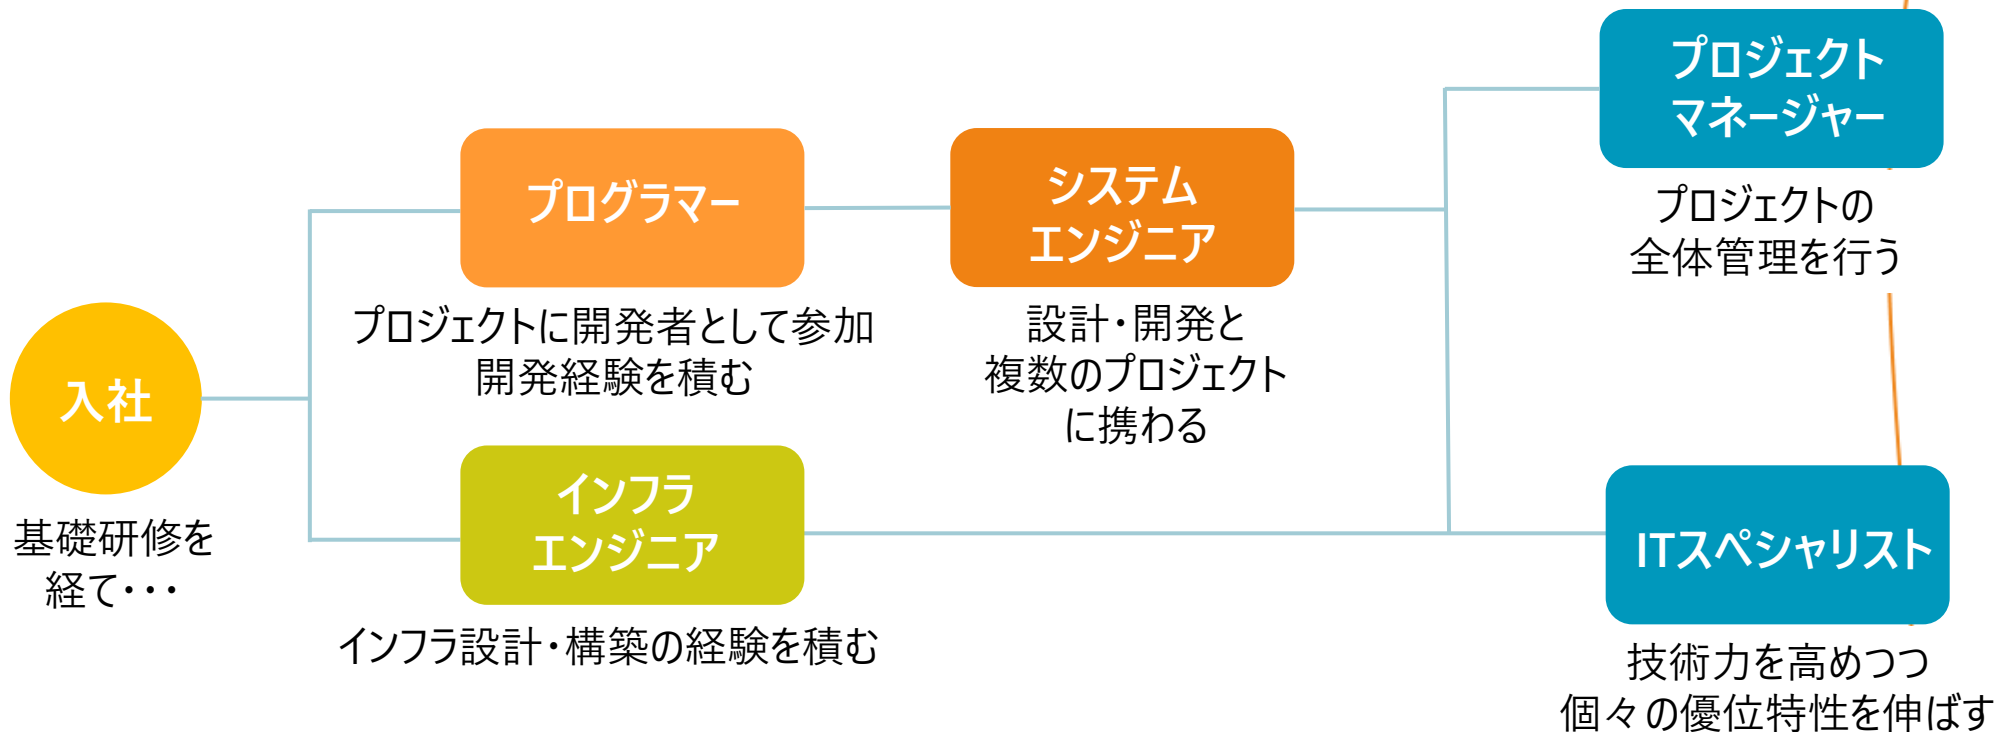 入社
基礎研修を
経て・・・
プログラマー
プロジェクトに開発者として参加
開発経験を積む
インフラ
エンジニア
インフラ設計・構築の経験を積む
システム
エンジニア
設計・開発と
複数のプロジェクト
に携わる
プロジェクト
マネージャー
プロジェクトの
全体管理を行う
ITスペシャリスト
技術力を高めつつ
個々の優位特性を伸ばす